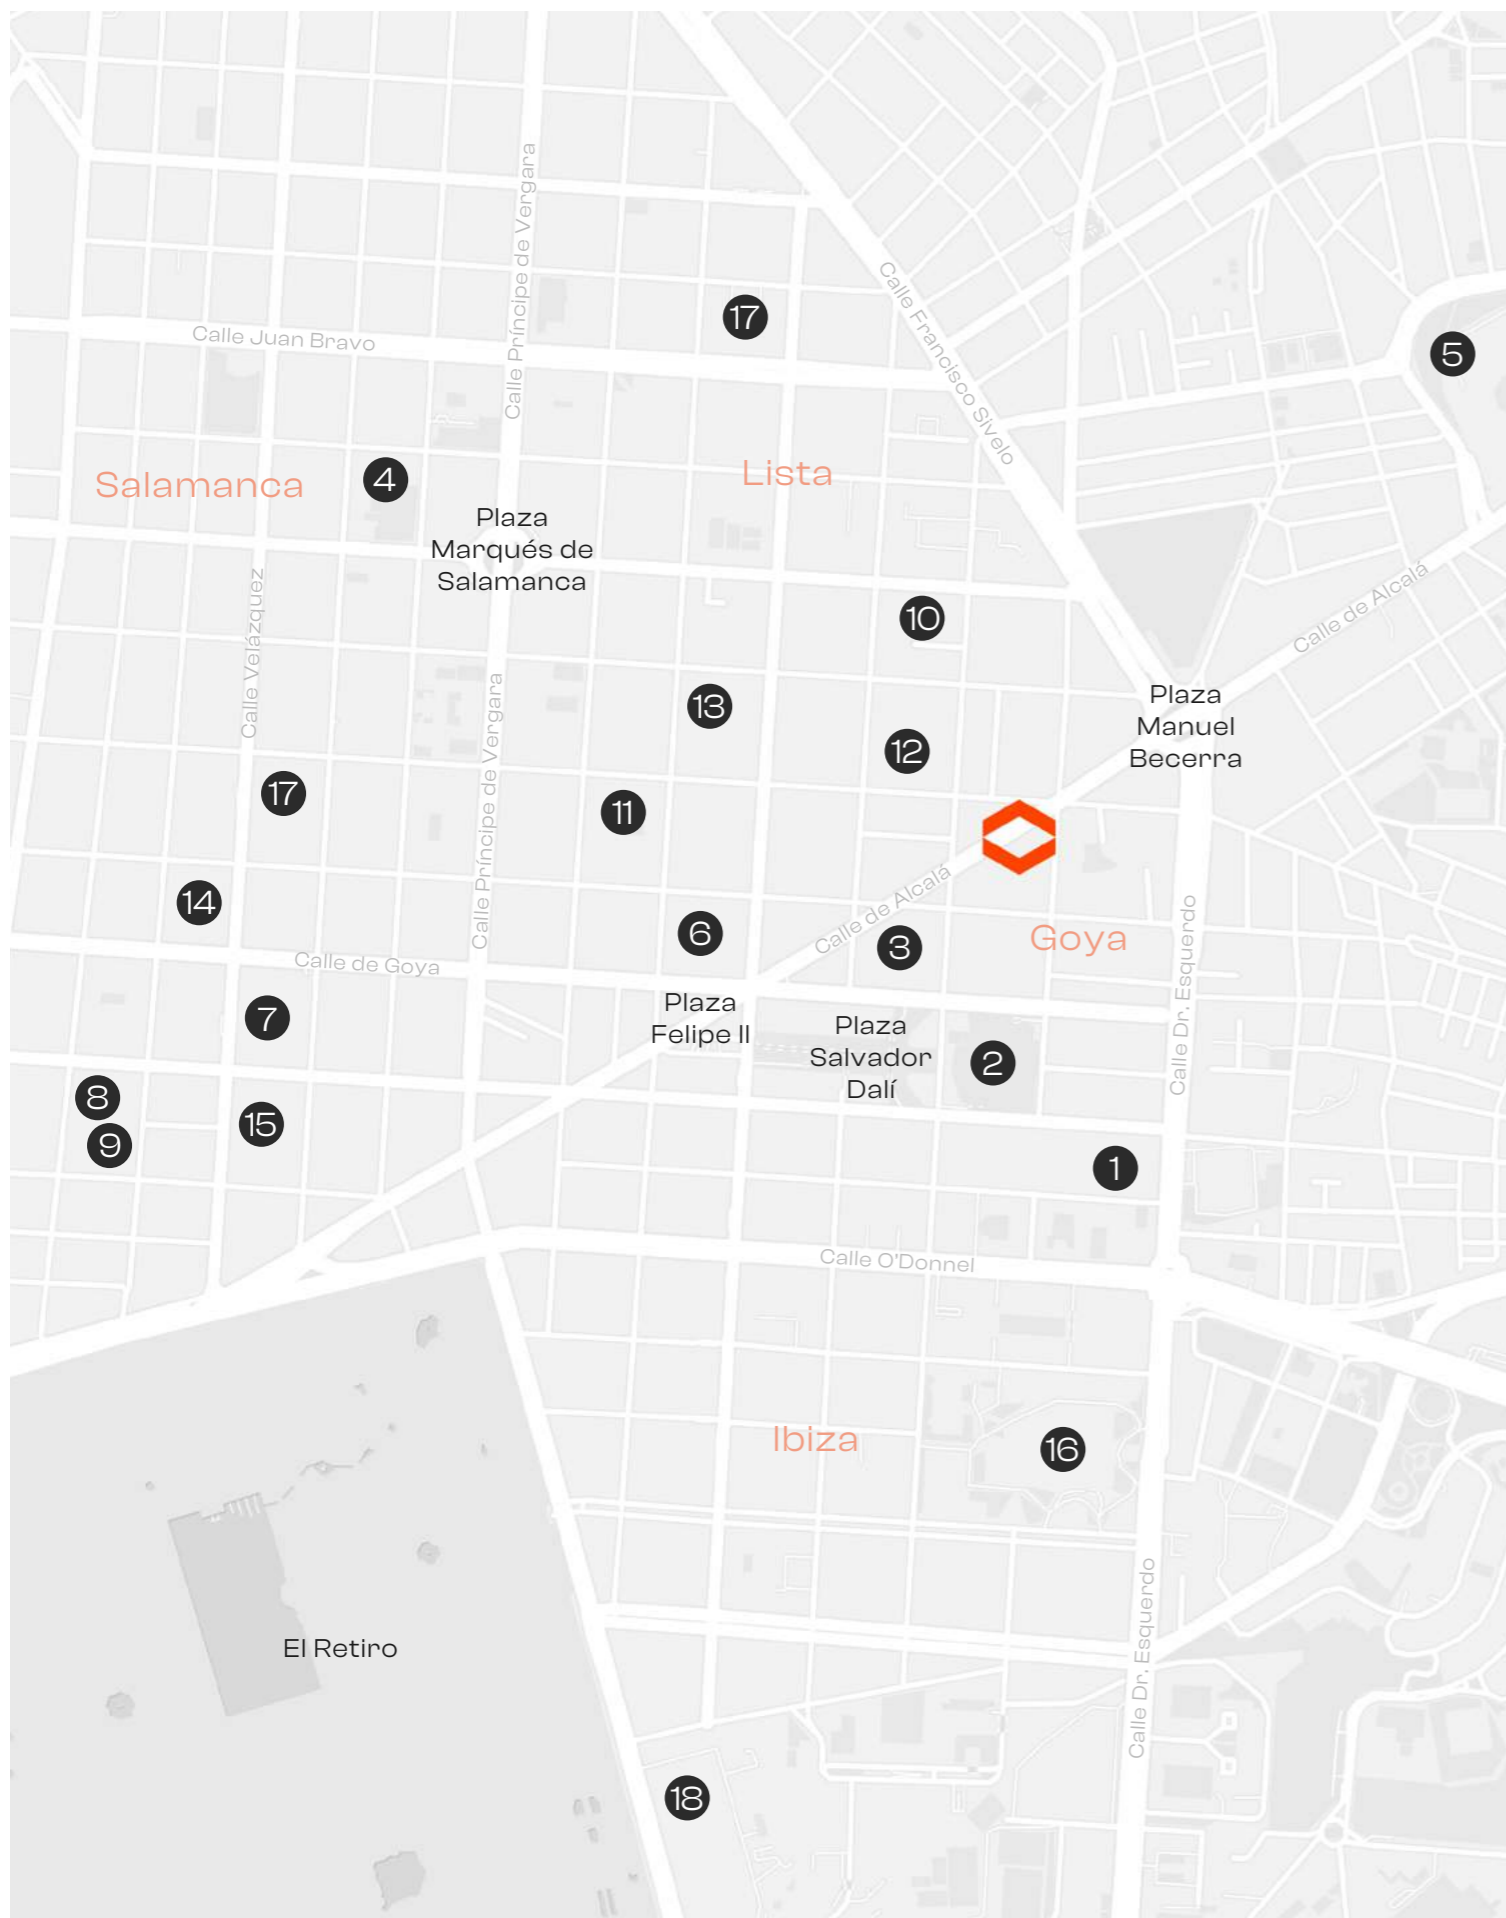 Calle Príncipe de Vergara
Calle Francisco Sivelo
17
Calle Juan Bravo
5
Salamanca
4
Lista
Plaza
Marqués de
Salamanca
Calle Velázquez
10
Calle de Alcalá
Calle Príncipe de Vergara
13
Plaza
Manuel
Becerra
12
17
11
14
6
Calle de Alcalá
3
Goya
Calle Dr. Esquerdo
Calle de Goya
7
Plaza
Felipe II
Plaza
Salvador
Dalí
2
8
9
15
1
Calle O'Donnel
Ibiza
16
El Retiro
Calle Dr. Esquerdo
18